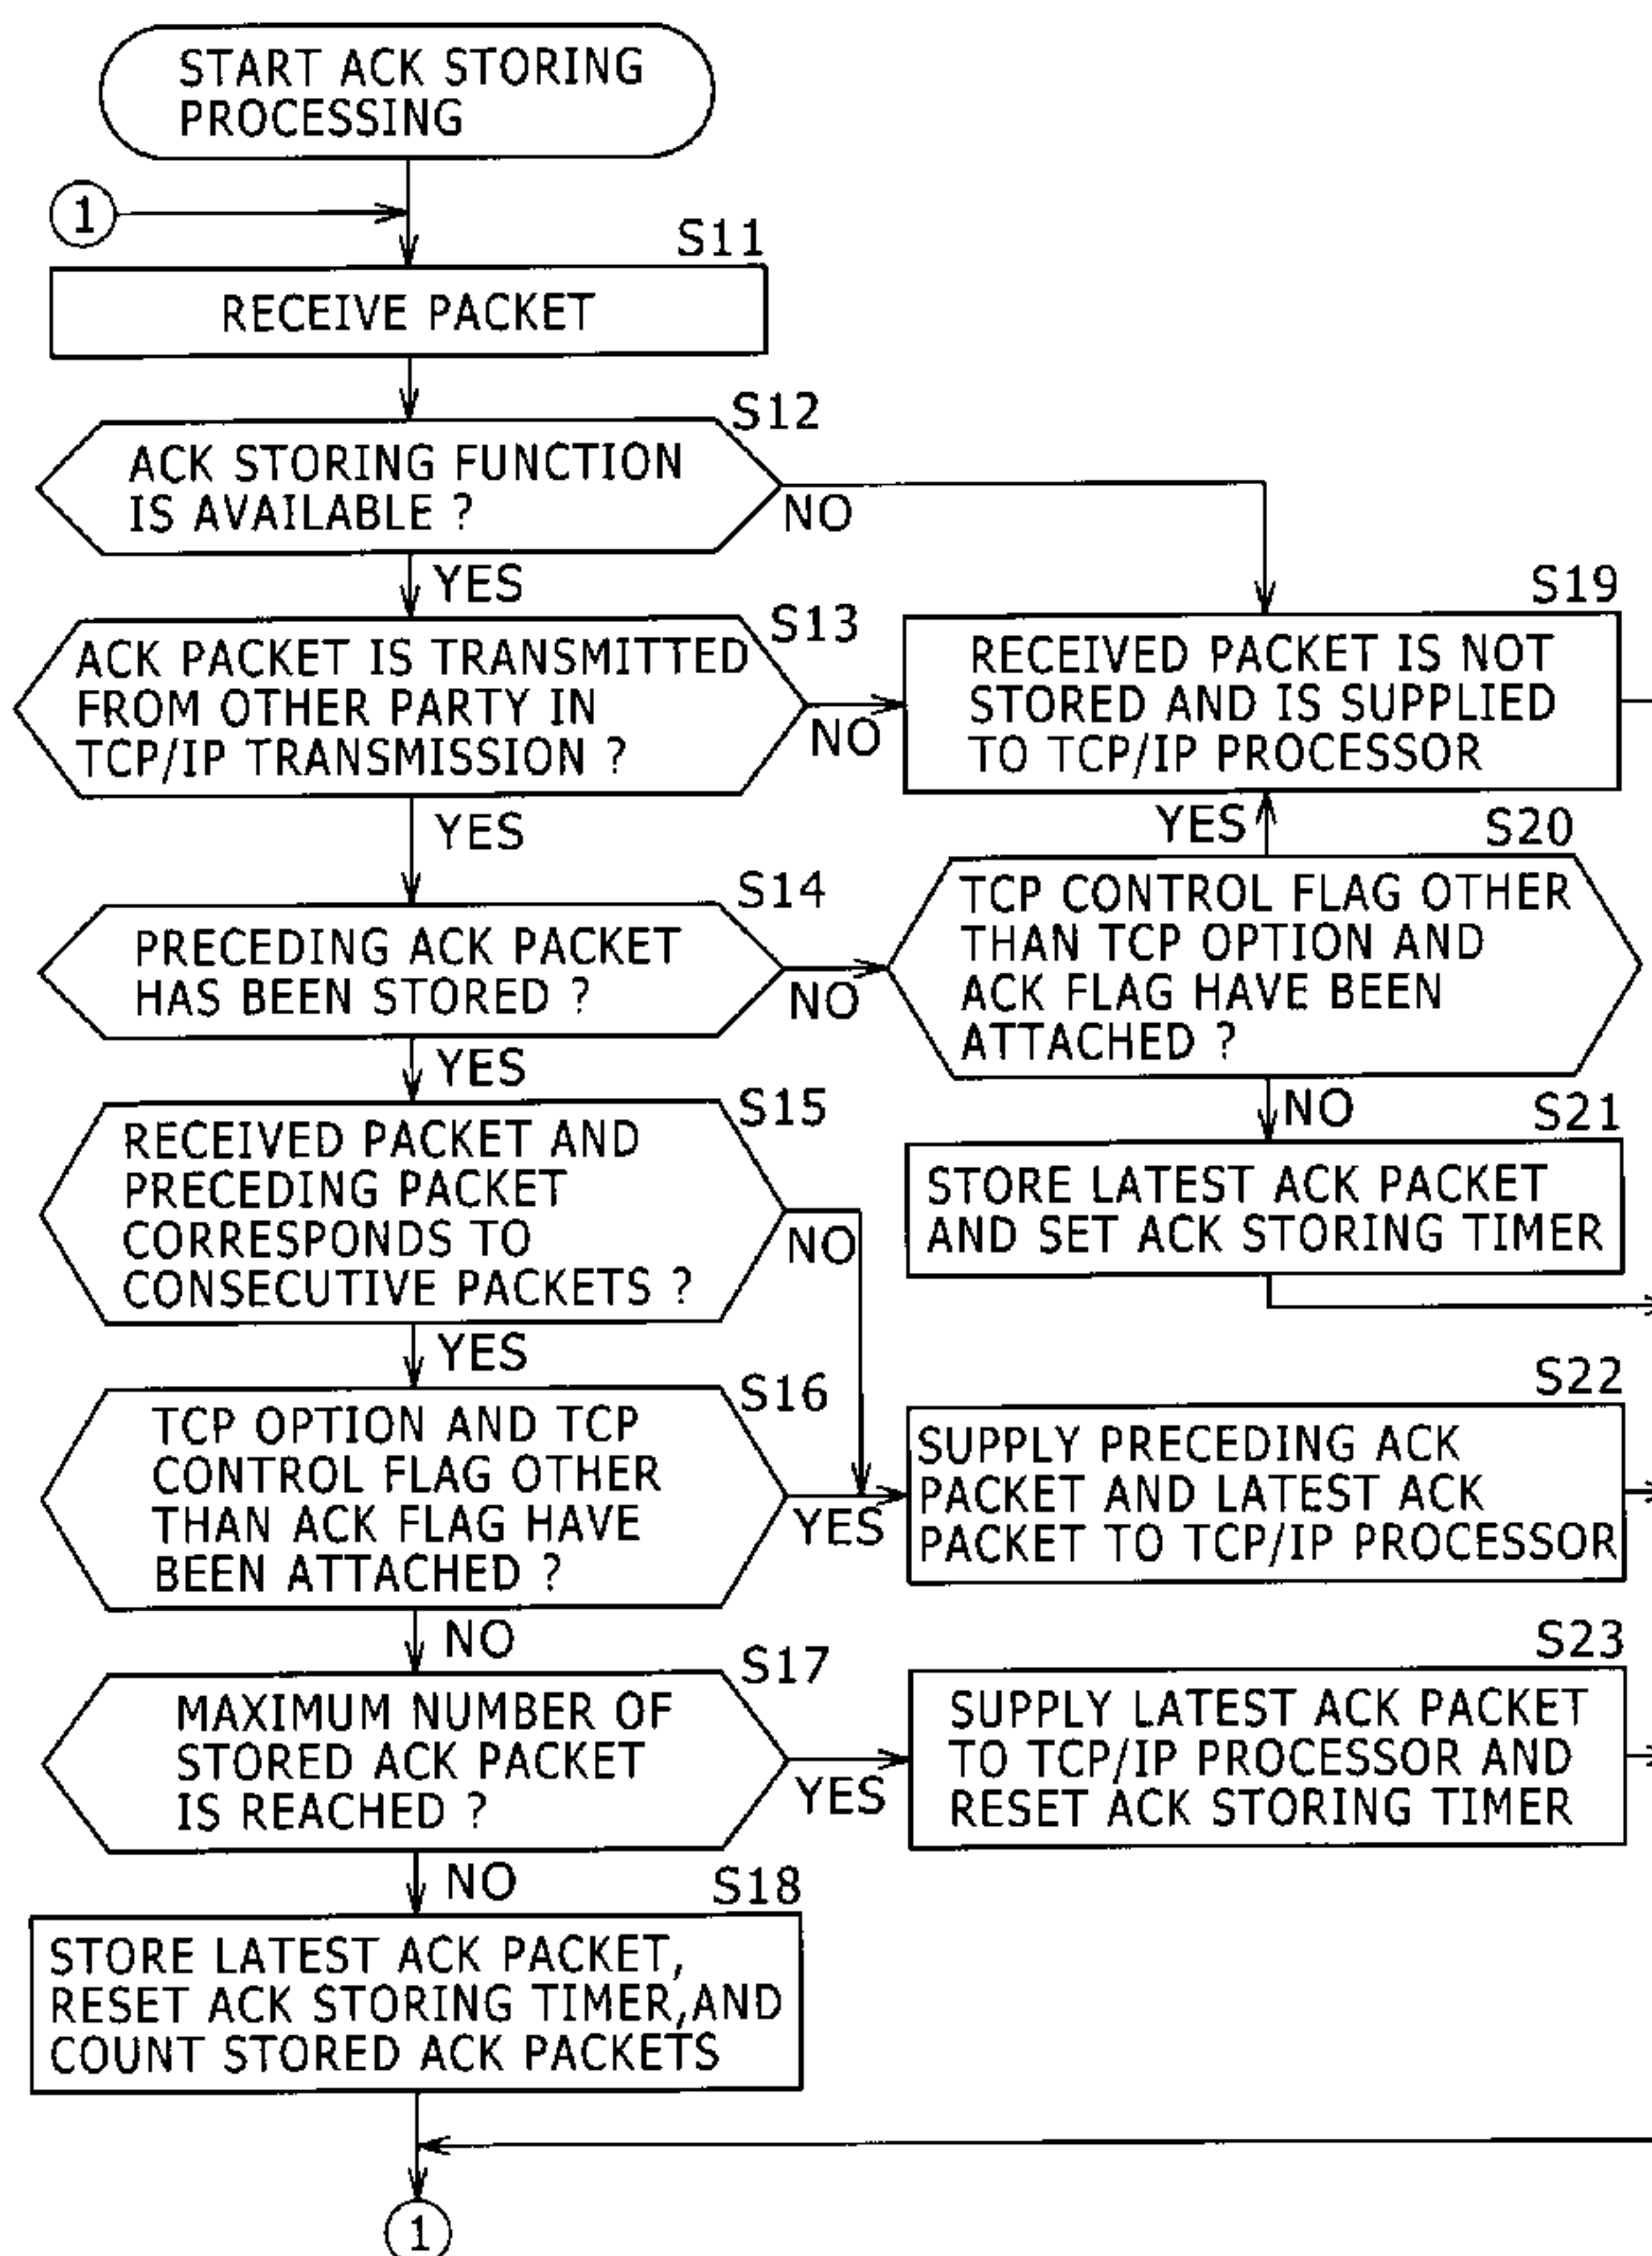 START ACK STORING
PROCESSING
1
S11
RECEIVE PACKET
S12
ACK STORING FUNCTION
IS AVAILABLE ?
NO
YES
S13
ACK PACKET IS TRANSMITTED
FROM OTHER PARTY IN
TCP/IP TRANSMISSION ?
NO
YES
S19
RECEIVED PACKET IS NOT
STORED AND IS SUPPLIED
TO TCP/IP PROCESSOR
YES
S14
PRECEDING ACK PACKET
HAS BEEN STORED ?
NO
YES
S20
TCP CONTROL FLAG OTHER
THAN TCP OPTION AND
ACK FLAG HAVE BEEN
ATTACHED ?
NO
S15
RECEIVED PACKET AND
PRECEDING PACKET
CORRESPONDS TO
CONSECUTIVE PACKETS ?
NO
YES
S21
STORE LATEST ACK PACKET
AND SET ACK STORING TIMER
S16
TCP OPTION AND TCP
CONTROL FLAG OTHER
THAN ACK FLAG HAVE
BEEN ATTACHED ?
YES
NO
S22
SUPPLY PRECEDING ACK
PACKET AND LATEST ACK
PACKET TO TCP/IP PROCESSOR
S17
MAXIMUM NUMBER OF
STORED ACK PACKET
IS REACHED ?
YES
NO
S23
SUPPLY LATEST ACK PACKET
TO TCP/IP PROCESSOR AND
RESET ACK STORING TIMER
S18
STORE LATEST ACK PACKET,
RESET ACK STORING TIMER,AND
COUNT STORED ACK PACKETS
1